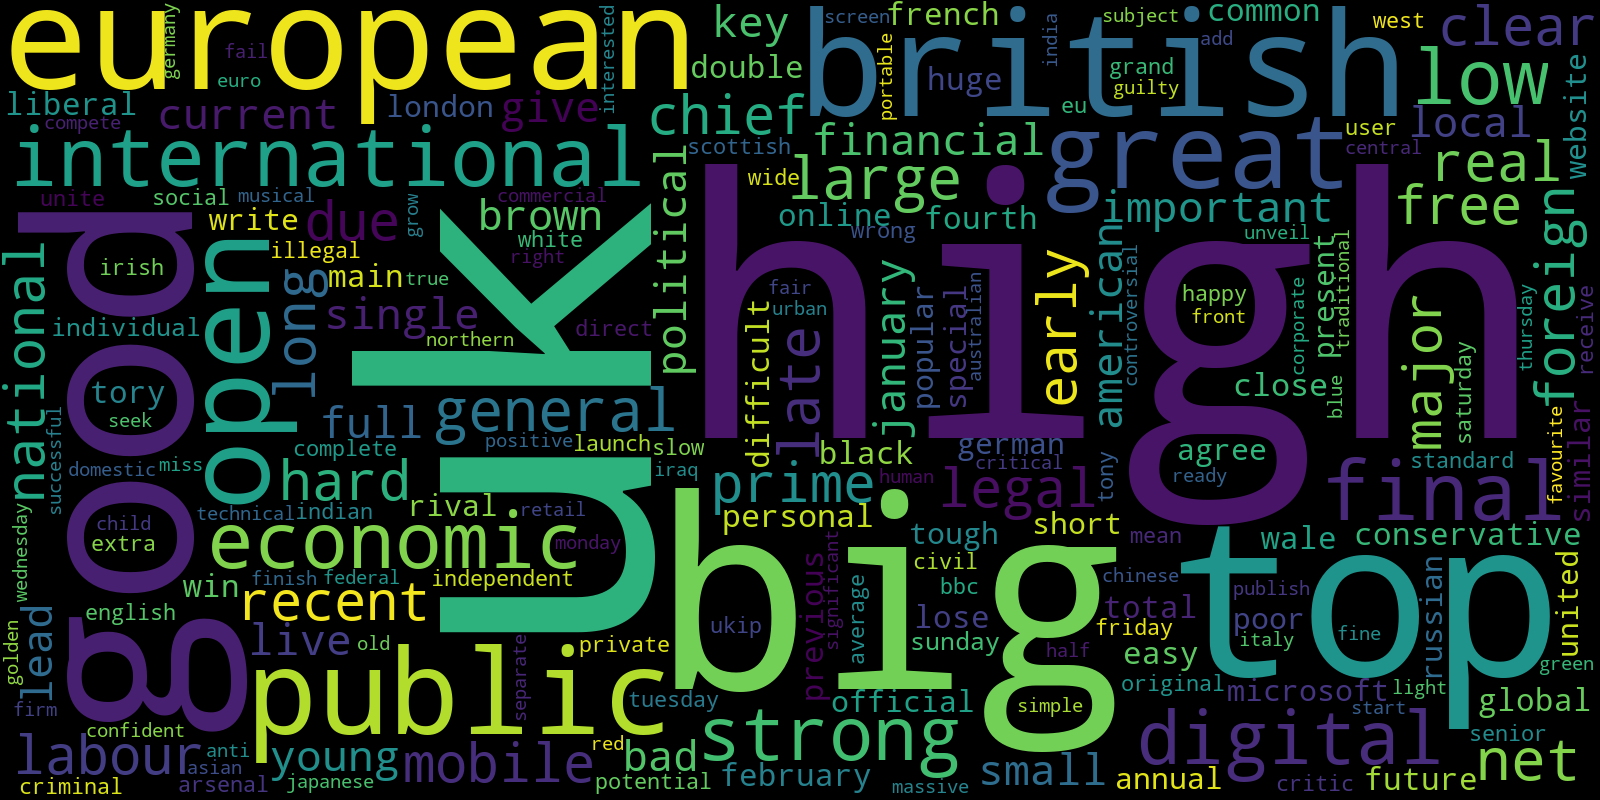 european
british
key
screen
french
subject
common
west
clear
germany
fail
euro
interested
double
portable
huge
india
grand
guilty
add
low
liberal
compete
current
london
give
chief
eu
user
local
website
international
scottish
financial
great
central
real
unite
social
musical
commercial
wide
large
important
free
foreign
write
due
grow
brown
political
online
fourth
wrong
american
unveil
present
traditional
good
irish
open
illegal
white
right
uk
high
main
true
fair
urban
january
popular
special
australian
early
controversial
happy
front
corporate
thursday
receive
national
individual
long
single
direct
northern
difficult
late
close
blue
major
saturday
tory
seek
full
general
positive
launch
slow
black
german
critical
tony
agree
ready
standard
favourite
similar
successful
domestic
miss
complete
hard
iraq
prime
human
legal
final
wednesday
child
extra
technical
indian
rival
retail
personal
tough
short
mean
wale
conservative
economic
monday
big
civil
top
win
finish
federal
independent
previous
significant
average
bbc
chinese
publish
russian
united
english
recent
ukip
lose
total
poor
golden
lead
live
old
separate
private
sunday
half
friday
easy
italy
fine
green
public
tuesday
official
simple
original
microsoft
light
global
firm
confident
strong
start
senior
labour
anti
asian
young
mobile
red
bad
digital
net
criminal
arsenal
japanese
potential
february
massive
small
annual
critic
future